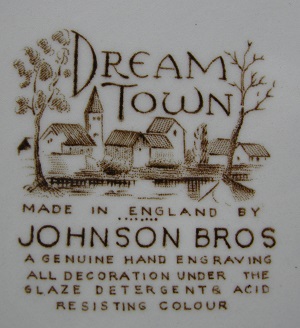 DREAM
TOWN
MADE IN ENGLAND BY
JOHNSON BROS
A GENUINE HAND ENGRAVING
ALL DECORATION UNDER THE
GLAZE DETERGENT & ACID
RESISTING COLOUR